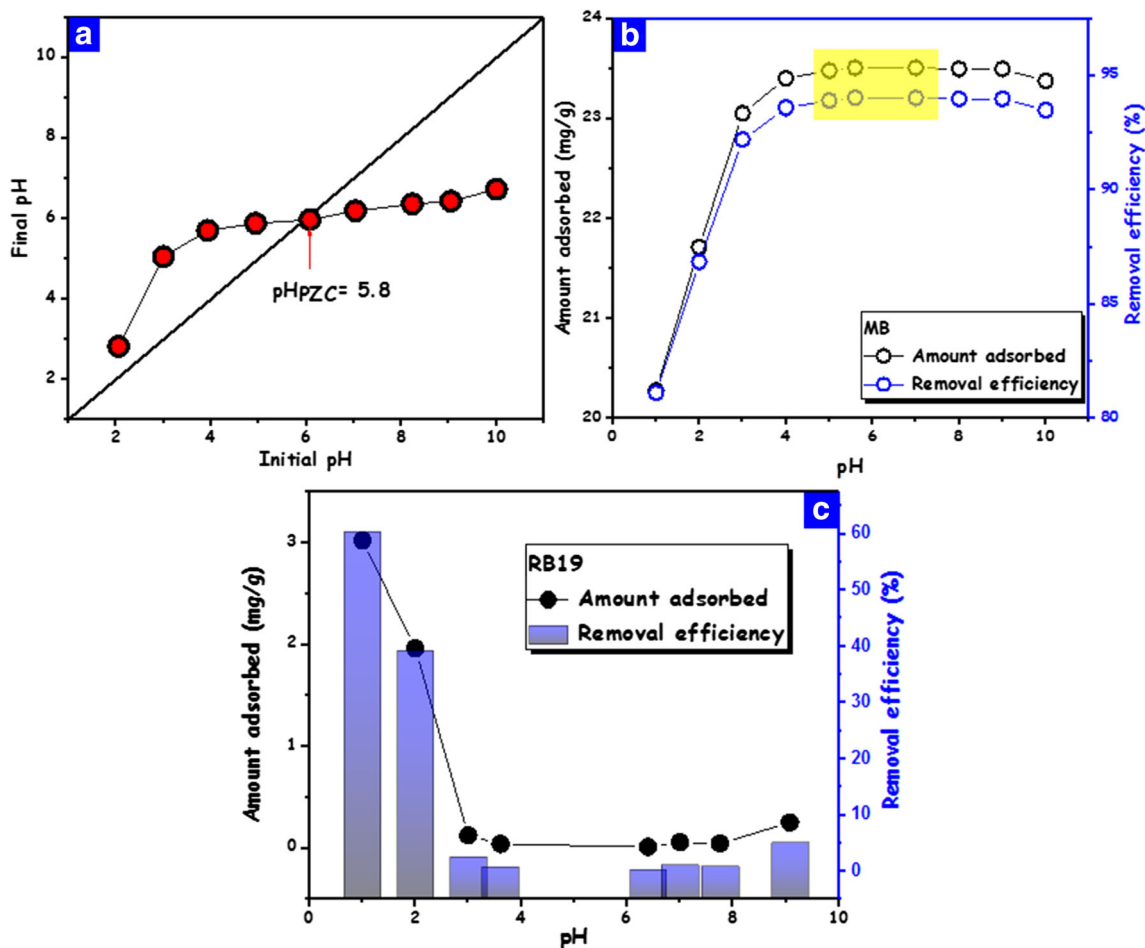 a
Final pH
10
8
6
4
2
pHPZC= 5.8
2
4
6
8
10
Initial pH
b
Amount adsorbed (mg/g)
24
23
22
21
20
MB
Amount adsorbed
Removal efficiency
0
2
4
6
8
10
pH
95
90
85
80
Removal efficiency (%)
c
Amount adsorbed (mg/g)
3
2
1
0
RB19
Amount adsorbed
Removal efficiency
0
2
4
6
8
10
pH
60
50
40
30
20
10
0
Removal efficiency (%)